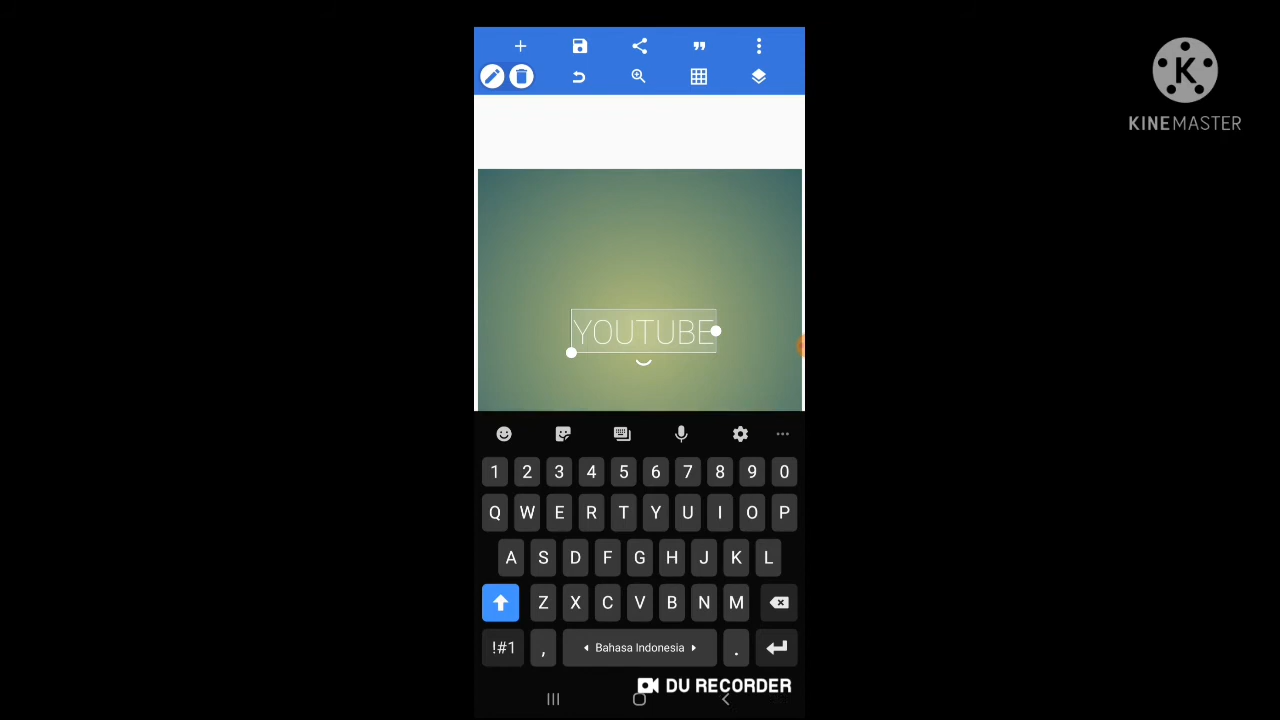 KINEMASTER
YOUTUBE
1 2 3 4 5 6 7 8 9 0
Q W E R T Y U I O P
A S D F G H J K L
Z X C V B N M
!#1 , Bahasa Indonesia .
DU RECORDER